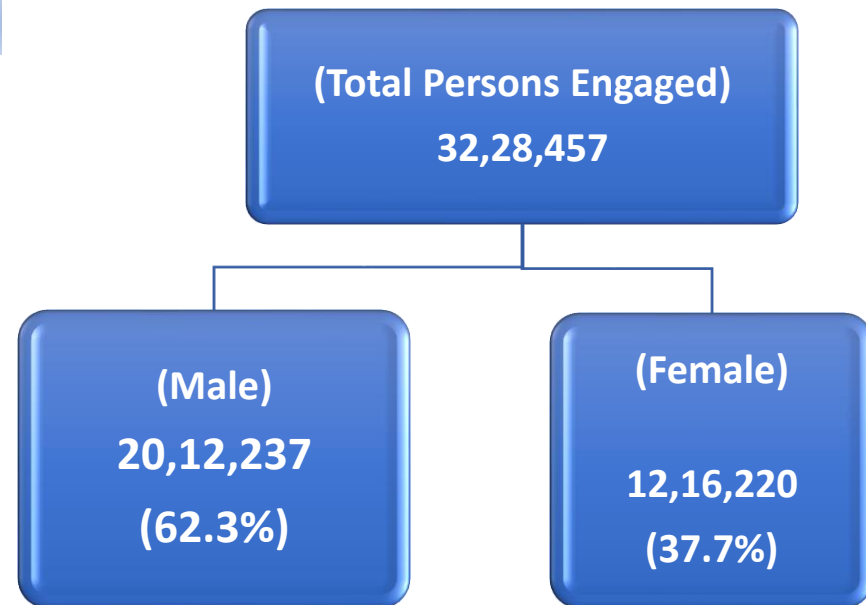 (Total Persons Engaged)
32,28,457
(Male)
20,12,237
(62.3%)
(Female)
12,16,220
(37.7%)